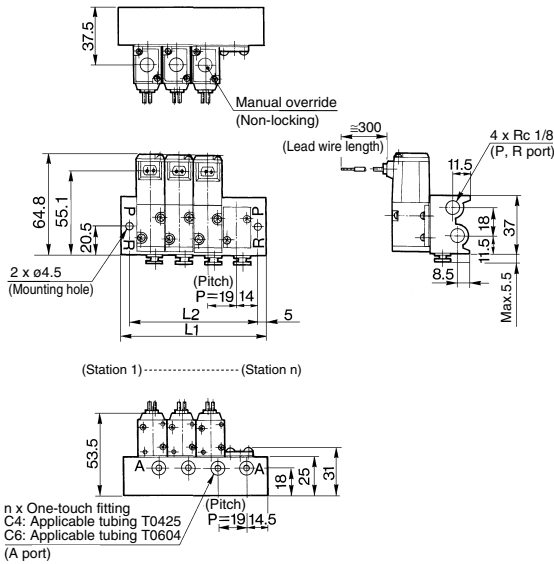 37.5
Manual override
(Non-locking)
≅300
(Lead wire length)
4 x Rc 1/8
(P, R port)
11.5
64.8
55.1
20.5
P
R
P
R
18
37
11.5
8.5
Max.5.5
2 x ø4.5
(Mounting hole)
(Pitch)
P=19
14
L2
5
L1
(Station 1)
(Station n)
53.5
A
A
18
25
31
n x One-touch fitting
C4: Applicable tubing T0425
C6: Applicable tubing T0604
(A port)
(Pitch)
P=19
14.5